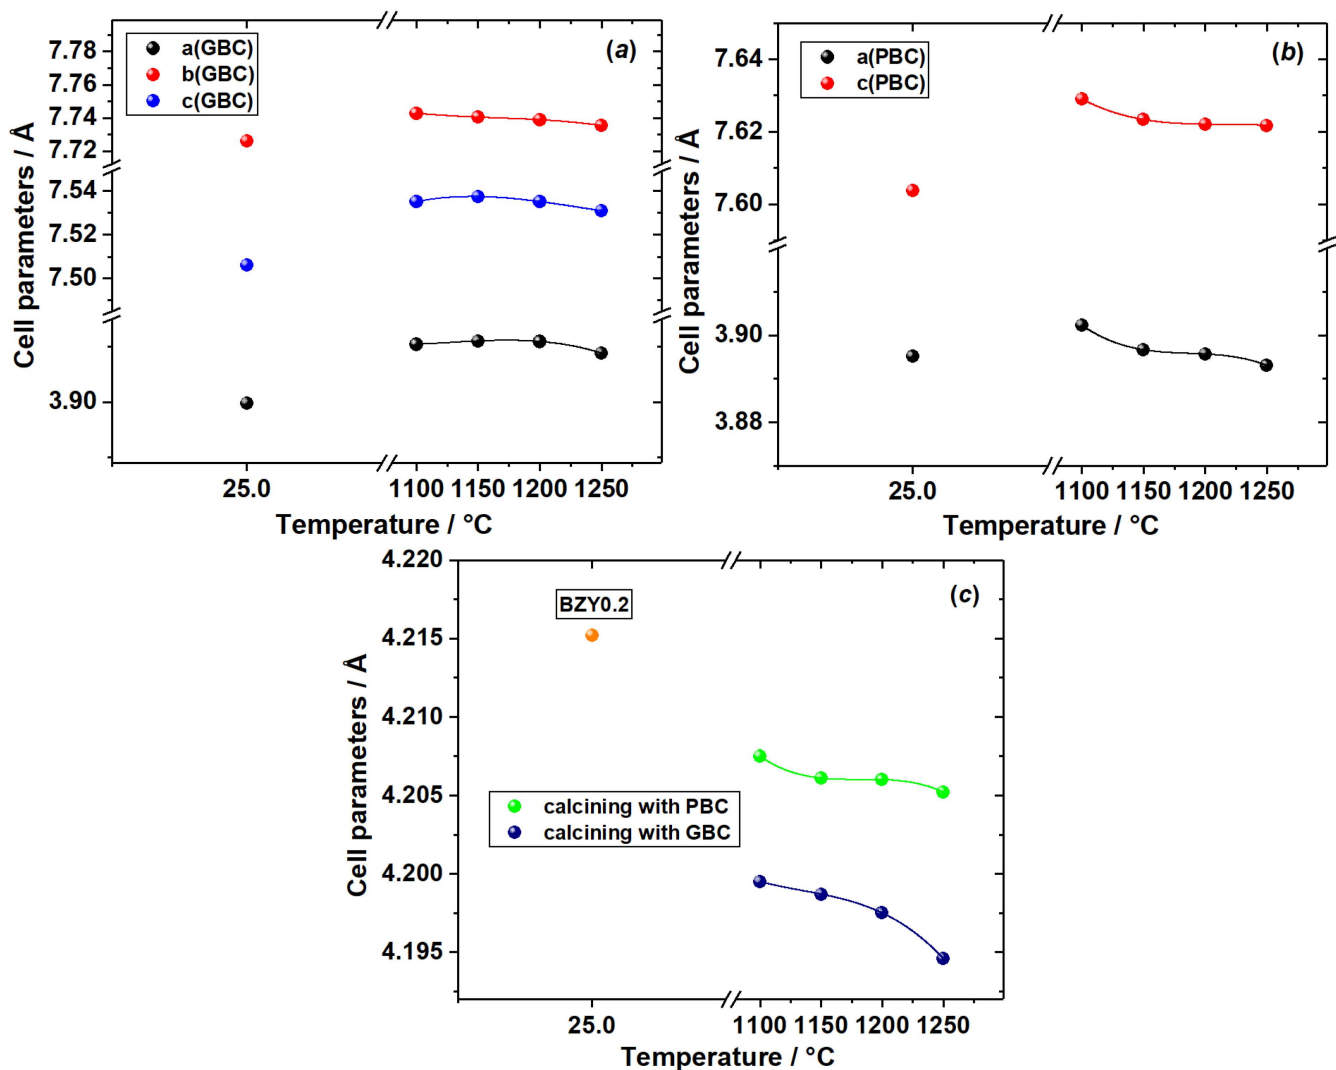 (a)
a(GBC)
b(GBC)
c(GBC)
7.78
7.76
7.74
7.72
7.54
7.52
7.50
3.90
Cell parameters / Å
25.0 1100 1150 1200 1250
Temperature / °C
(b)
a(PBC)
c(PBC)
7.64
7.62
7.60
3.90
3.88
Cell parameters / Å
25.0 1100 1150 1200 1250
Temperature / °C
(c)
BZY0.2
calcining with PBC
calcining with GBC
4.220
4.215
4.210
4.205
4.200
4.195
Cell parameters / Å
25.0 1100 1150 1200 1250
Temperature / °C